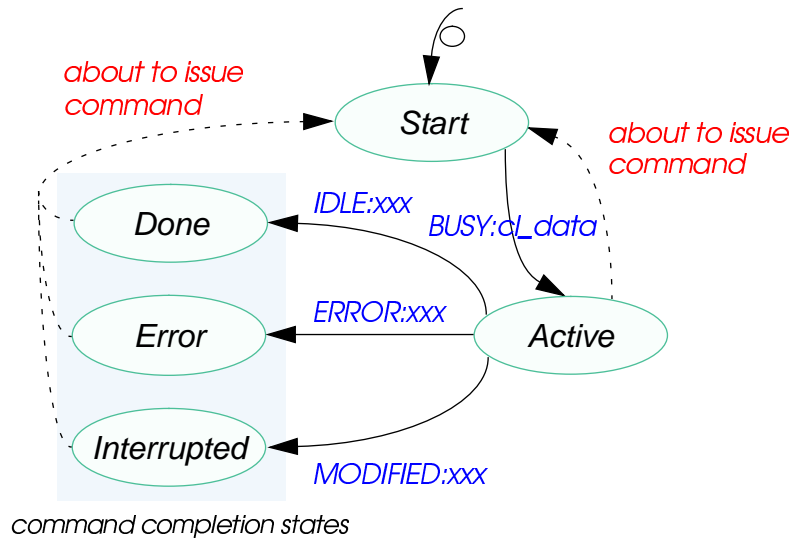 about to issue
command
Start
about to issue
command
IDLE:xxx
Done
BUSY:cl_data
ERROR:xxx
Error
Active
Interrupted
MODIFIED:xxx
command completion states